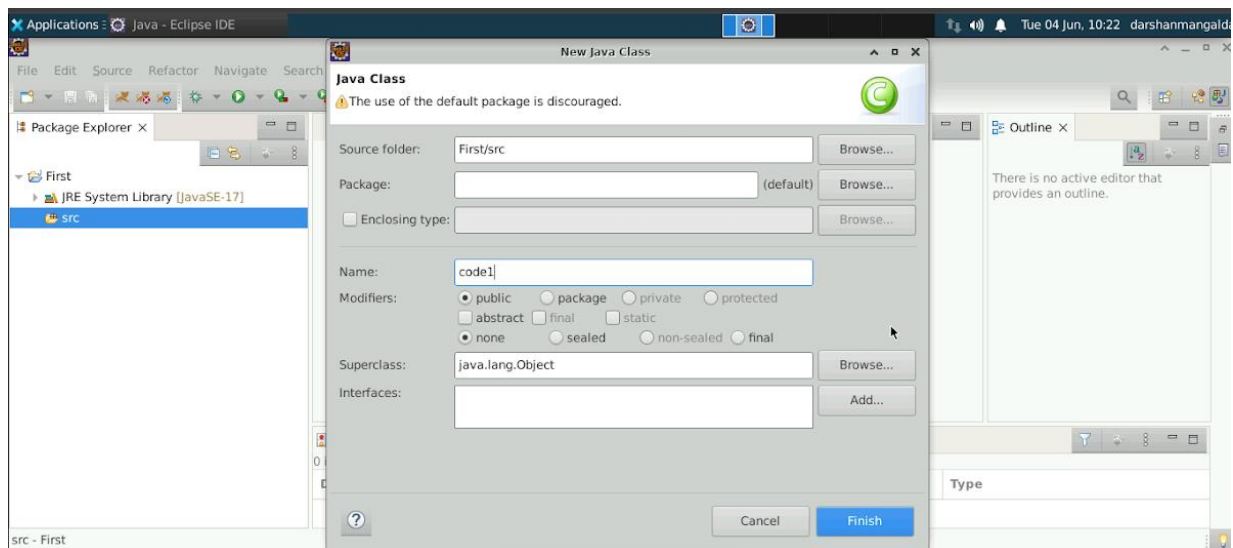 Applications Java - Eclipse IDE
Tue 04 Jun, 10:22 darshanmangalda
New Java Class
File Edit Source Refactor Navigate Search
Java Class
The use of the default package is discouraged.
Package Explorer
Outline
Source folder: First/src Browse...
First
Package: (default) Browse...
There is no active editor that
provides an outline.
JRE System Library [JavaSE-17]
src
Enclosing type: Browse...
Name: code1
Modifiers: public package private protected
abstract final static
none sealed non-sealed final
Superclass: java.lang.Object Browse...
Interfaces: Add...
0
Type
Cancel Finish
src - First